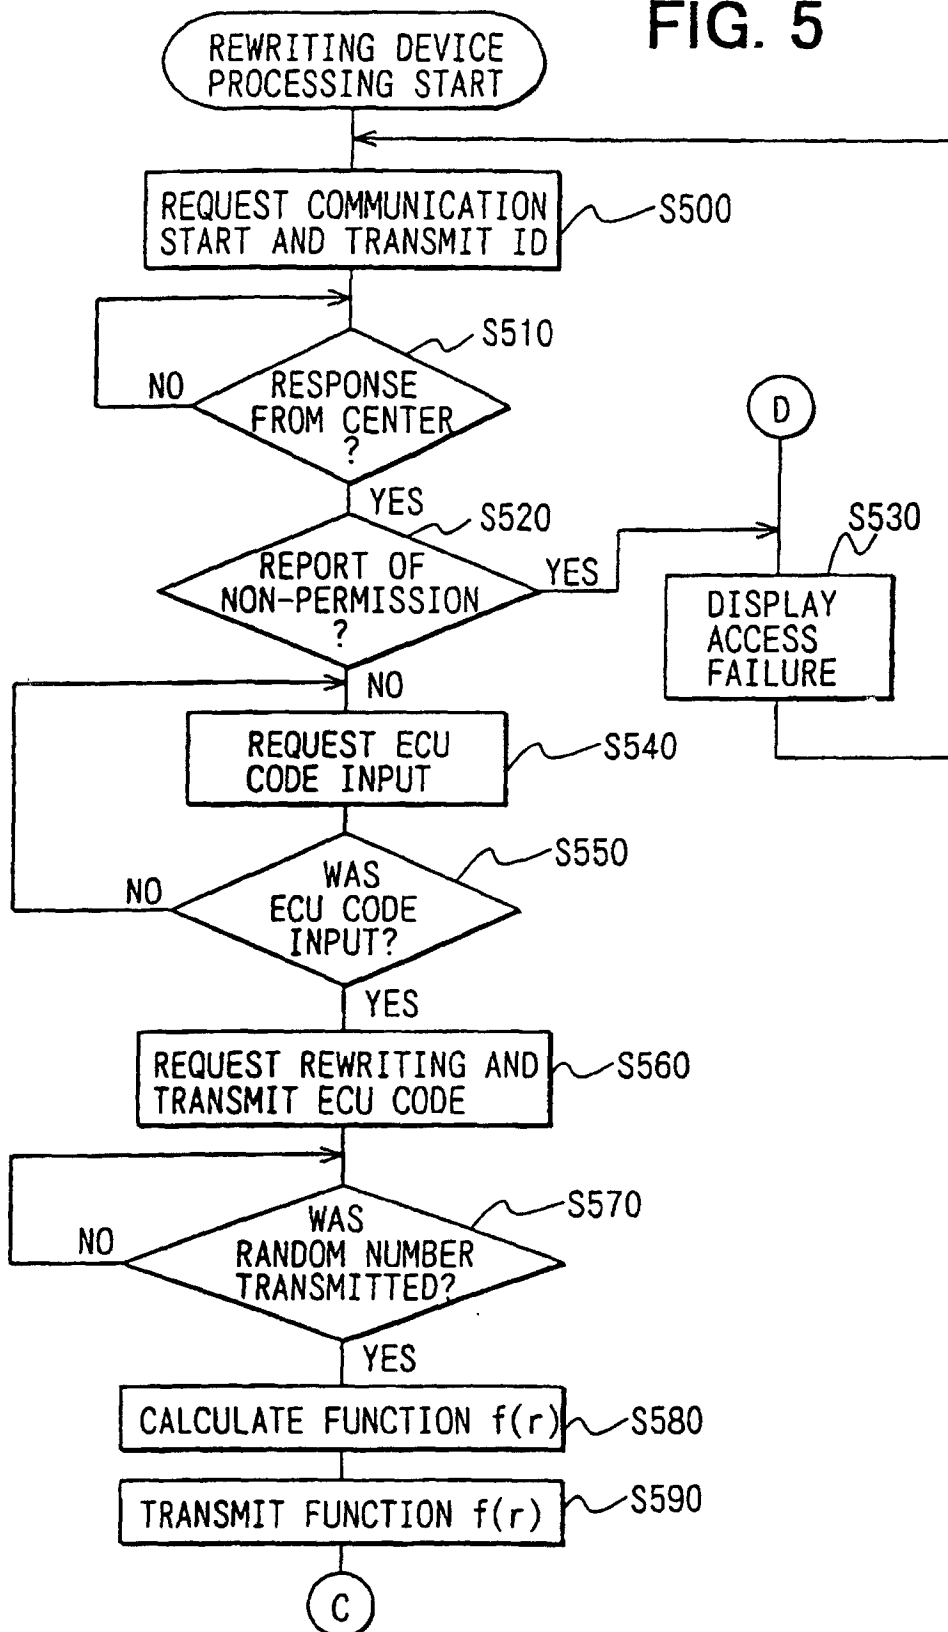 FIG. 5
REWRITING DEVICE
PROCESSING START
REQUEST COMMUNICATION
START AND TRANSMIT ID
S500
S510
NO
RESPONSE
FROM CENTER
?
D
YES
S520
S530
REPORT OF
NON-PERMISSION
?
YES
DISPLAY
ACCESS
FAILURE
NO
REQUEST ECU
CODE INPUT
S540
S550
NO
WAS
ECU CODE
INPUT?
YES
REQUEST REWRITING AND
TRANSMIT ECU CODE
S560
S570
NO
WAS
RANDOM NUMBER
TRANSMITTED?
YES
CALCULATE FUNCTION f(r)
S580
TRANSMIT FUNCTION f(r)
S590
C